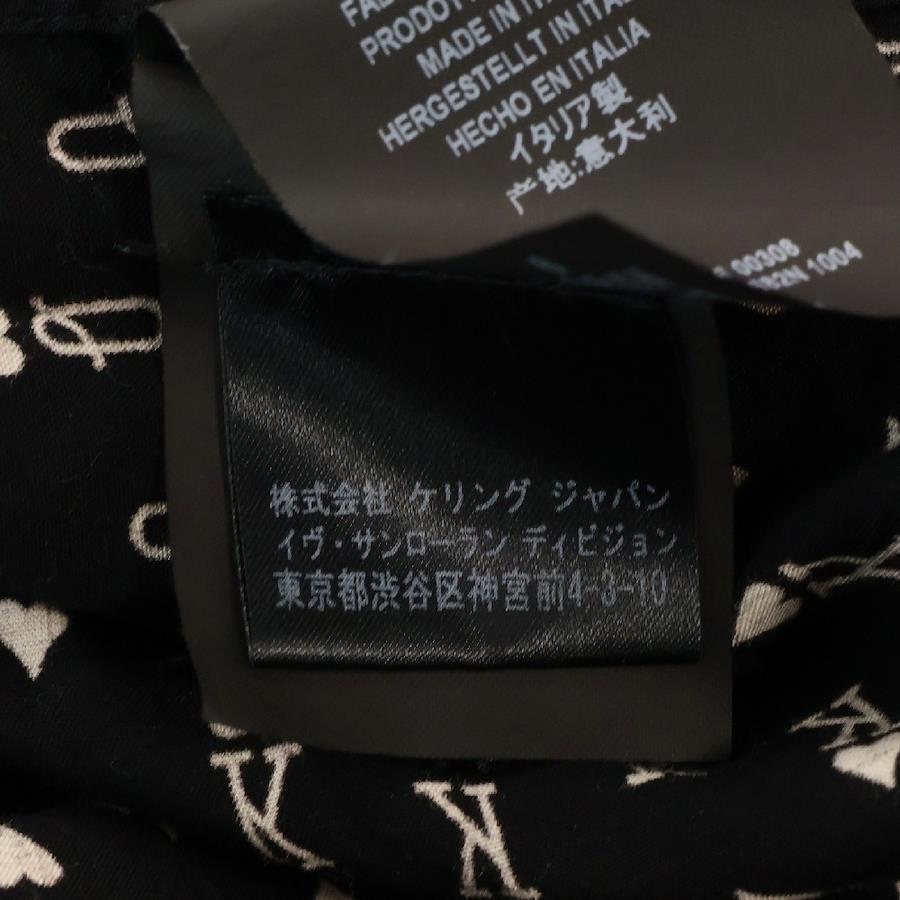 MADE IN
HERGESTELLT IN ITALIA
HECHO EN ITALIA
イタリア製
产地:意大利
00308
1004
株式会社 ケリング ジャパン
イヴ・サンローラン ディビジョン
東京都渋谷区神宮前4-3-10